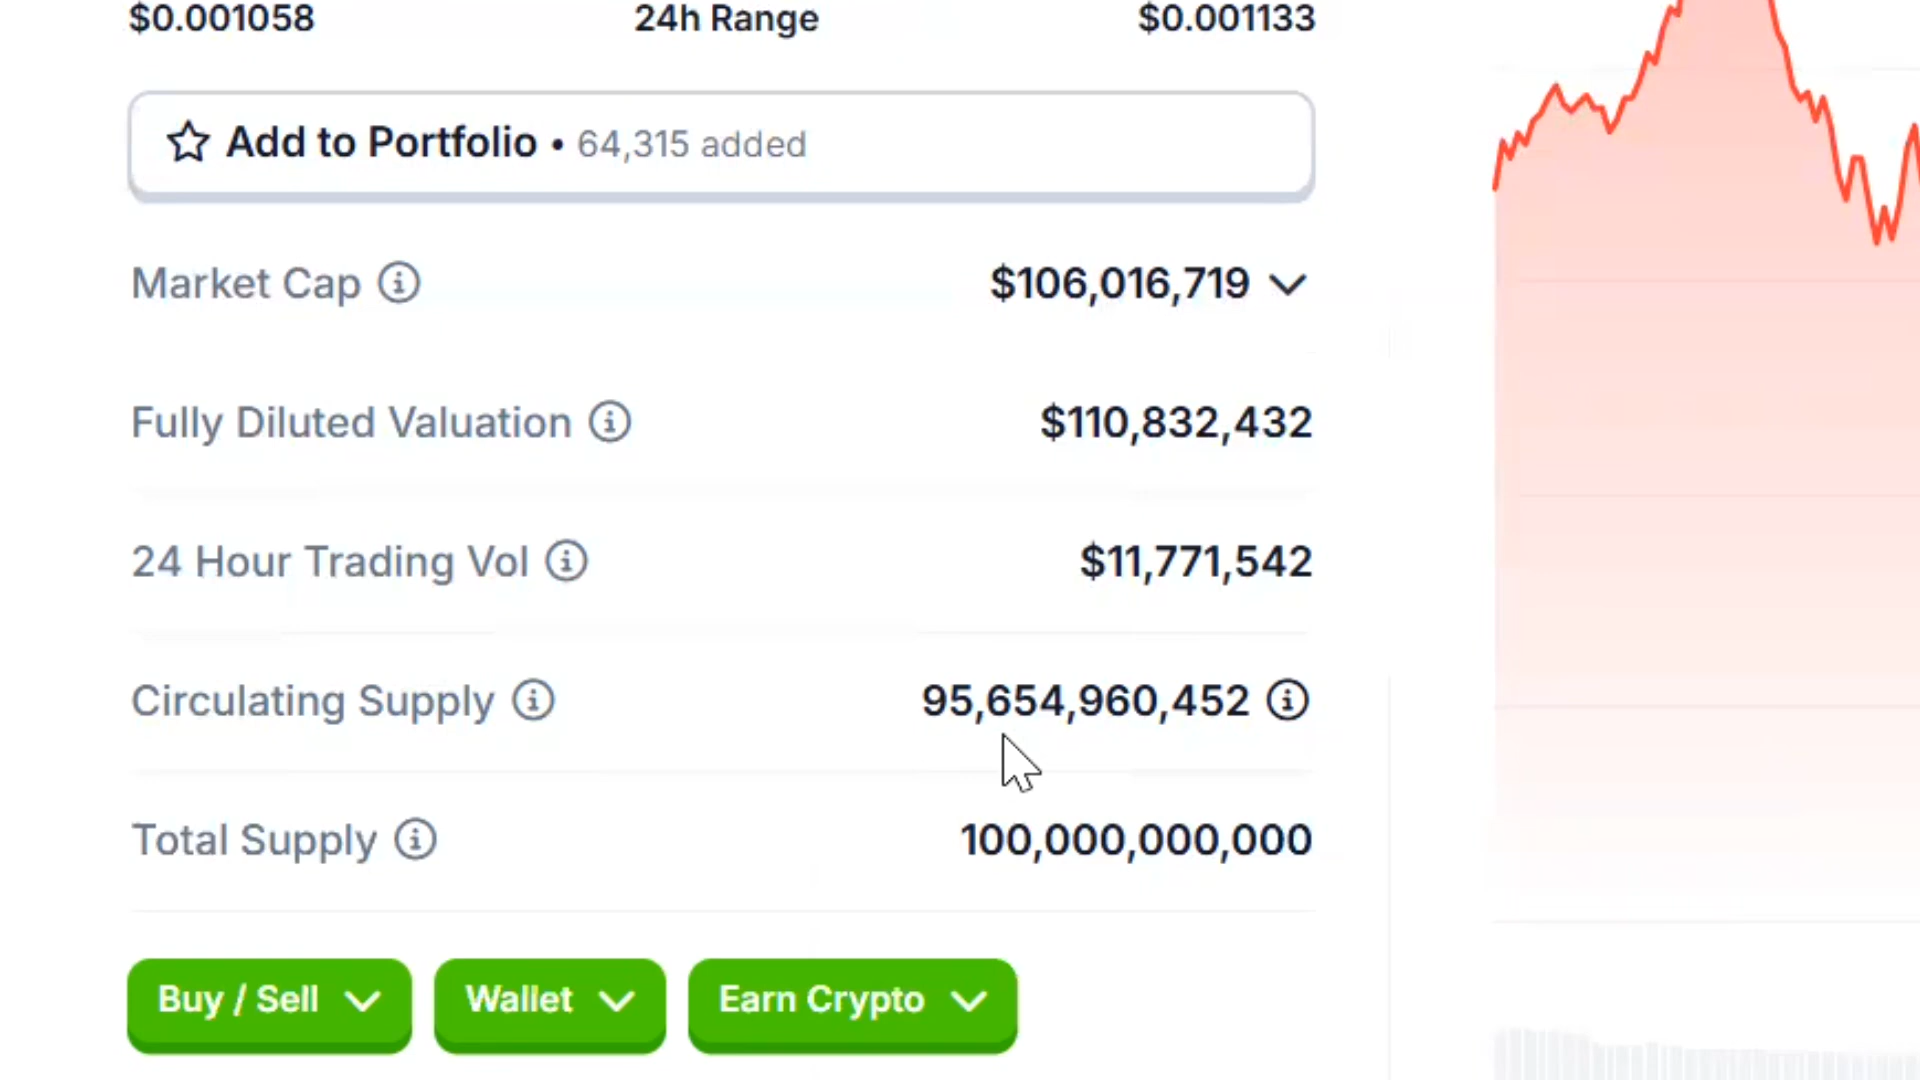 $0.001058 24h Range $0.001133
Add to Portfolio • 64,315 added
Market Cap $106,016,719
Fully Diluted Valuation $110,832,432
24 Hour Trading Vol $11,771,542
Circulating Supply 95,654,960,452
Total Supply 100,000,000,000
Buy / Sell Wallet Earn Crypto